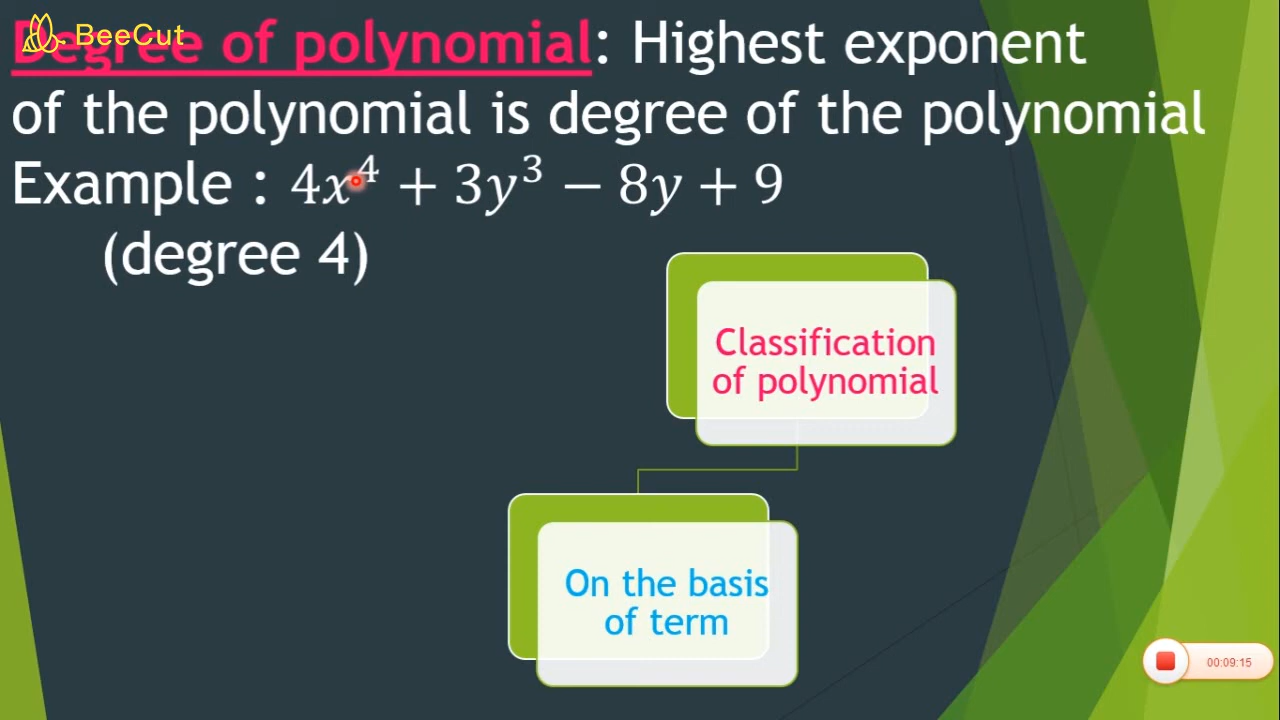 BeeCut
Degree of polynomial: Highest exponent
of the polynomial is degree of the polynomial
Example : 4x⁴ + 3y³ − 8y + 9
(degree 4)
Classification
of polynomial
On the basis
of term
00:09:15